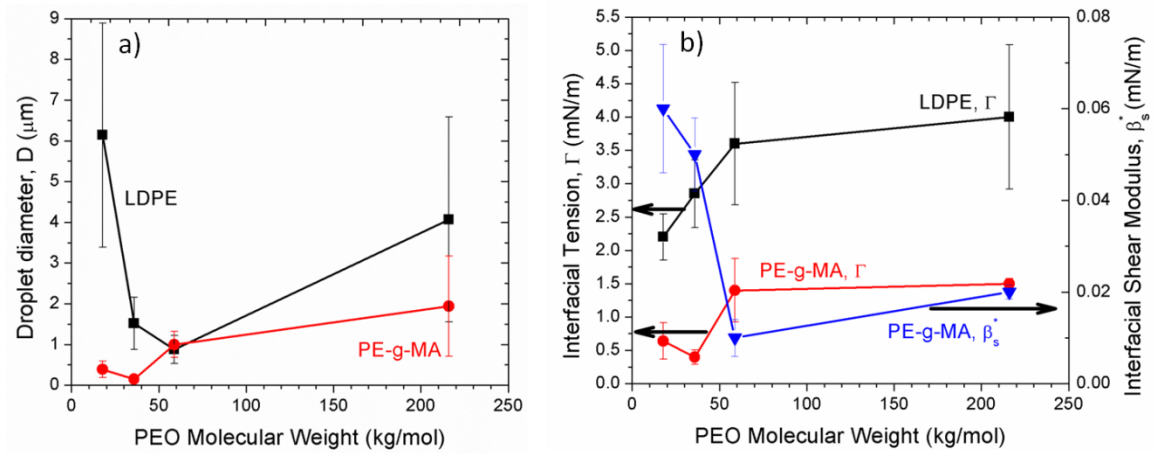 a)
Droplet diameter, D (μm)
9
8
7
6
5
4
3
2
1
0
LDPE
PE-g-MA
0 50 100 150 200 250
PEO Molecular Weight (kg/mol)
b)
Interfacial Tension, Γ (mN/m)
5.5
5.0
4.5
4.0
3.5
3.0
2.5
2.0
1.5
1.0
0.5
0.0
LDPE, Γ
PE-g-MA, Γ
PE-g-MA, βs*
0 50 100 150 200 250
PEO Molecular Weight (kg/mol)
0.08
0.06
0.04
0.02
0.00
Interfacial Shear Modulus, βs* (mN/m)